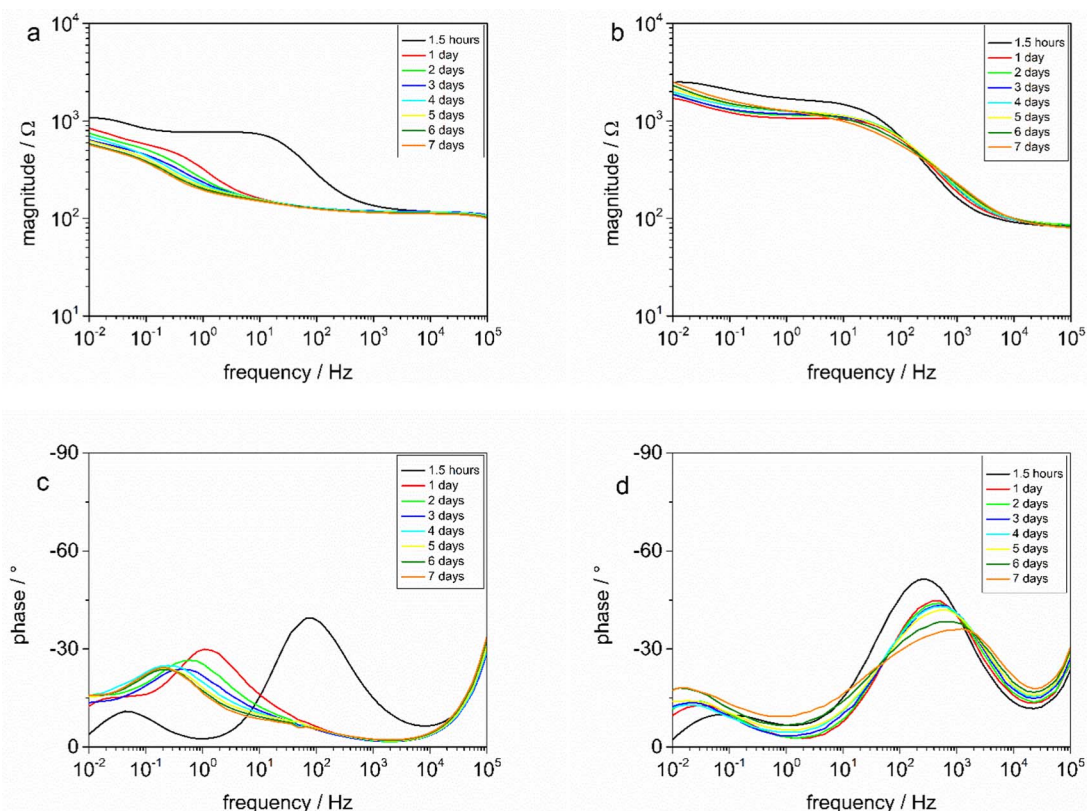 a
10⁴
10³
10²
10¹
magnitude / Ω
1.5 hours
1 day
2 days
3 days
4 days
5 days
6 days
7 days
10⁻² 10⁻¹ 10⁰ 10¹ 10² 10³ 10⁴ 10⁵
frequency / Hz
b
10⁴
10³
10²
10¹
magnitude / Ω
1.5 hours
1 day
2 days
3 days
4 days
5 days
6 days
7 days
10⁻² 10⁻¹ 10⁰ 10¹ 10² 10³ 10⁴ 10⁵
frequency / Hz
c
-90
-60
-30
0
phase / °
1.5 hours
1 day
2 days
3 days
4 days
5 days
6 days
7 days
10⁻² 10⁻¹ 10⁰ 10¹ 10² 10³ 10⁴ 10⁵
frequency / Hz
d
-90
-60
-30
0
phase / °
1.5 hours
1 day
2 days
3 days
4 days
5 days
6 days
7 days
10⁻² 10⁻¹ 10⁰ 10¹ 10² 10³ 10⁴ 10⁵
frequency / Hz